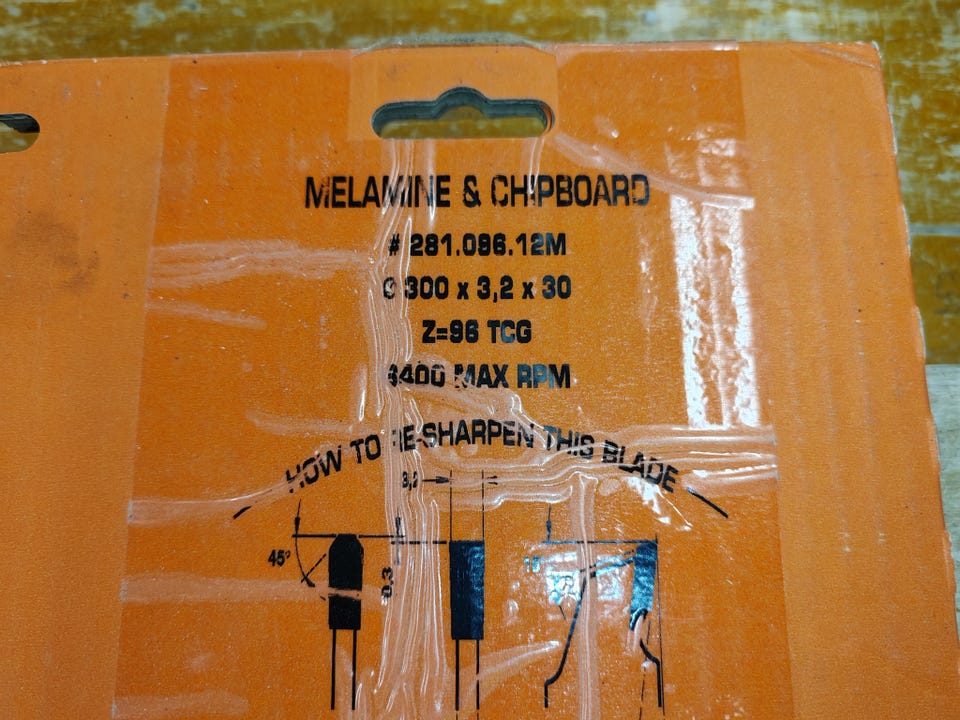 MELAMINE & CHIPBOARD
# 281.096.12M
Ø 300 x 3,2 x 30
Z=96 TCG
6400 MAX RPM
HOW TO RE-SHARPEN THIS BLADE
3,2
45°
0.3